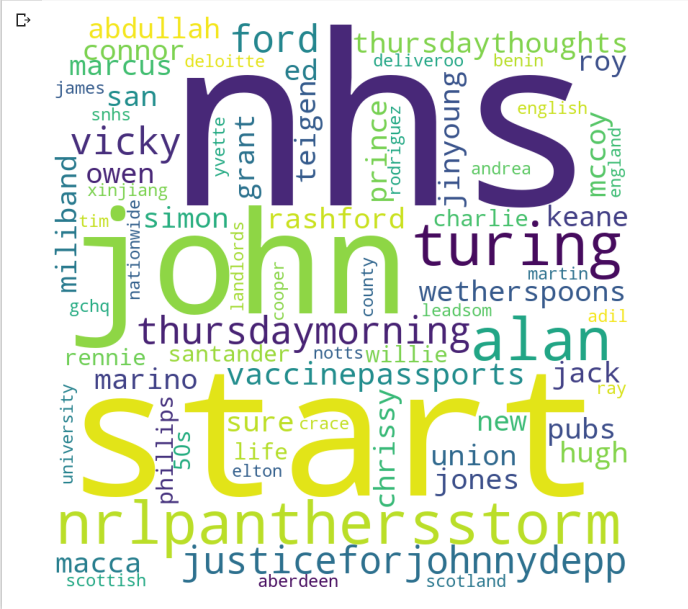 abdullah
ford
thursdaythoughts
connor
marcus
deloitte
ed
deliveroo
benin
roy
james
san
snhs
nhs
teigend
prince
rodriguez
jinyoung
english
mccoy
england
vicky
yvette
grant
owen
andrea
xinjiang
miliband
tim
nationwide
simon
landlords
rashford
charlie
keane
john
turing
cooper
county
martin
gchq
wetherspoons
leadsom
adil
thursdaymorning
alan
rennie
santander
notts
willie
marino
vaccinepassports
jack
ray
university
start
phillips
50s
sure
crace
chrissy
new
pubs
life
elton
union
hugh
jones
nrlpanthersstorm
macca
justiceforjohnnydepp
scottish
aberdeen
scotland